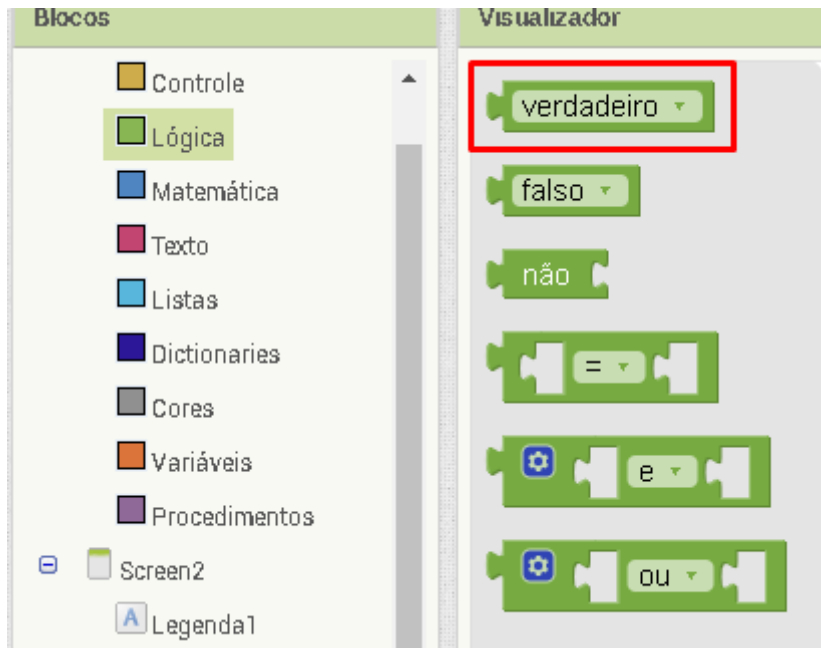 Blocos
Controle
Lógica
Matemática
Texto
Listas
Dictionaries
Cores
Variáveis
Procedimentos
Screen2
A Legenda1
Visualizador
verdadeiro
falso
não
=
e
ou